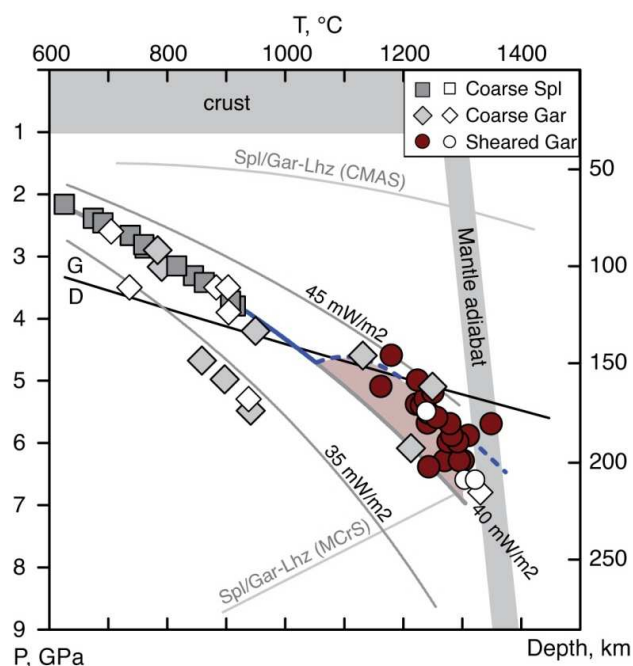 T, °C
600 800 1000 1200 1400
crust
Coarse Spl
Coarse Gar
Sheared Gar
1
2
3
4
5
6
7
8
9
50
100
150
200
250
Spl/Gar-Lhz (CMAS)
Mantle adiabat
G
D
45 mW/m2
35 mW/m2
40 mW/m2
Spl/Gar-Lhz (MCrS)
P, GPa
Depth, km